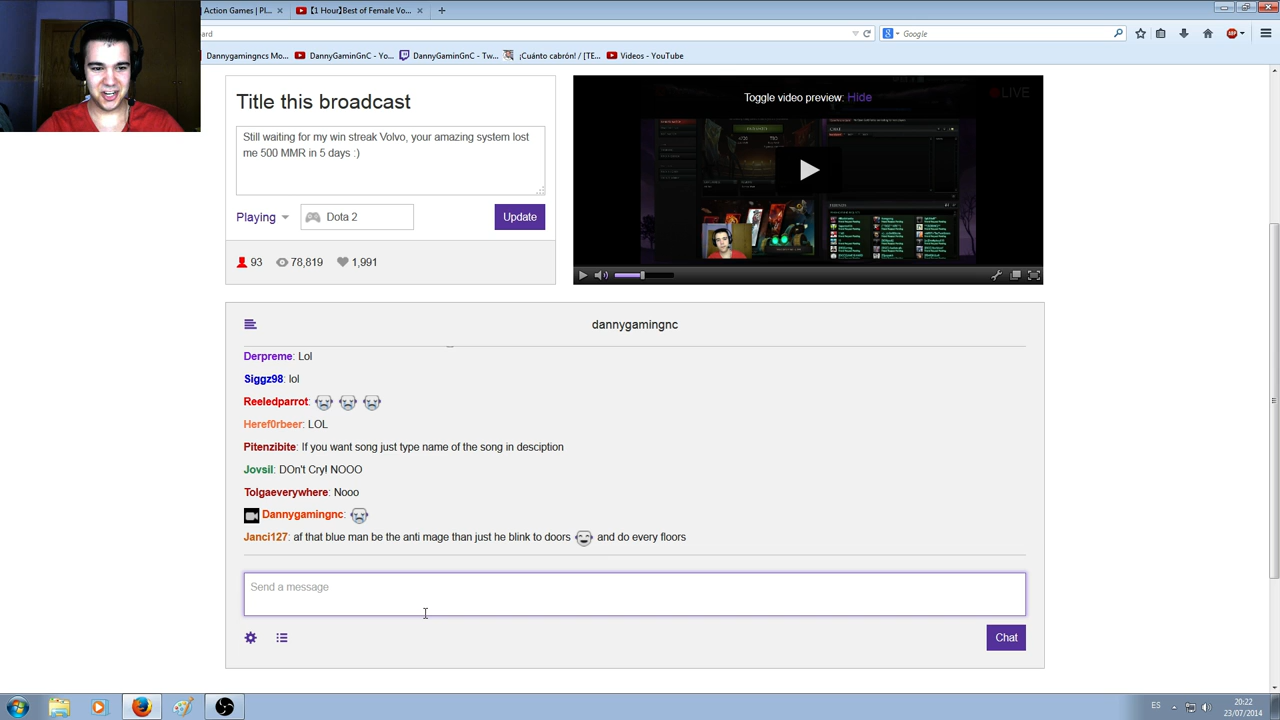 Action Games | Pl...
【1 Hour】Best of Female Vo...
ard
Google
Dannygamingncs Mo...
DannyGaminGnC - Yo...
DannyGaminGnC - Tw...
¡Cuánto cabrón! / [TE...
Videos - YouTube
Title this broadcast
Still waiting for my win streak Volvo, your amazing system lost
me 500 MMR in 5 days :)
Playing
Dota 2
Update
93
78,819
1,991
Toggle video preview: Hide
LIVE
dannygamingnc
Derpreme: Lol
Siggz98: lol
Reeledparrot:
Heref0rbeer: LOL
Pitenzibite: If you want song just type name of the song in desciption
Jovsil: DOn't Cry! NOOO
Tolgaeverywhere: Nooo
Dannygamingnc:
Janci127: af that blue man be the anti mage than just he blink to doors and do every floors
Send a message
Chat
ES
20:22
23/07/2014